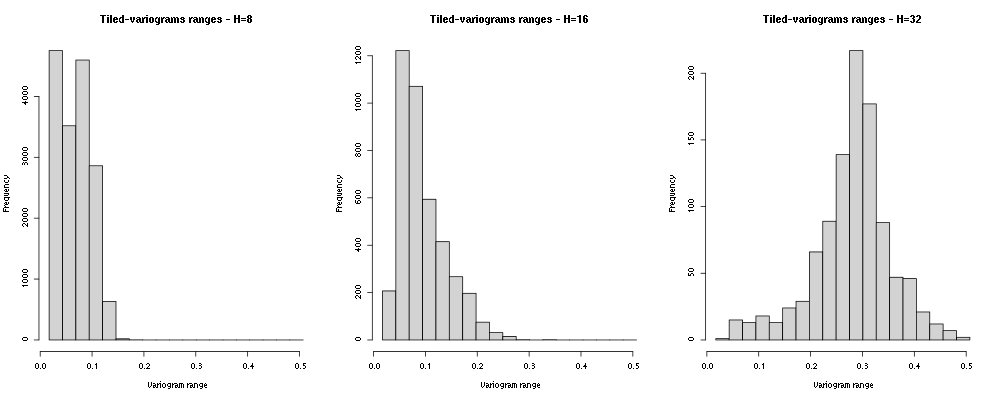 Tiled-variograms ranges - H=8
Frequency
0
1000
2000
3000
4000
0.0 0.1 0.2 0.3 0.4 0.5
Variogram range
Tiled-variograms ranges - H=16
Frequency
0
200
400
600
800
1000
1200
0.0 0.1 0.2 0.3 0.4 0.5
Variogram range
Tiled-variograms ranges - H=32
Frequency
0
50
100
150
200
0.0 0.1 0.2 0.3 0.4 0.5
Variogram range